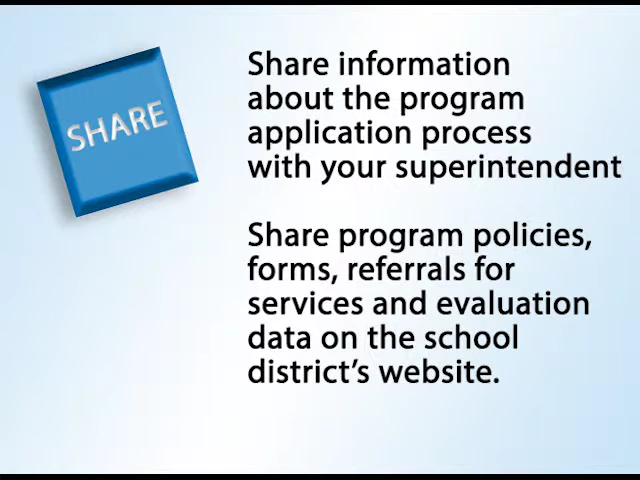 SHARE
Share information
about the program
application process
with your superintendent
Share program policies,
forms, referrals for
services and evaluation
data on the school
district's website.